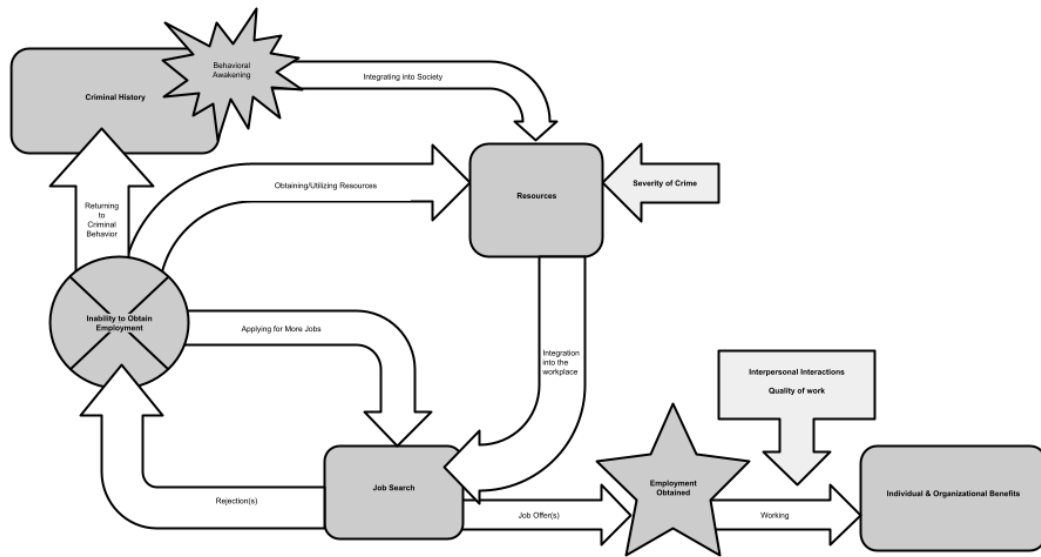 Behavioral
Awakening
Integrating into Society
Criminal History
Obtaining/Utilizing Resources
Resources
Severity of Crime
Returning
to
Criminal
Behavior
Inability to Obtain
Employment
Applying for More Jobs
Integration
into the
workplace
Interpersonal Interactions
Quality of work
Job Search
Employment
Obtained
Individual & Organizational Benefits
Rejection(s)
Job Offer(s)
Working